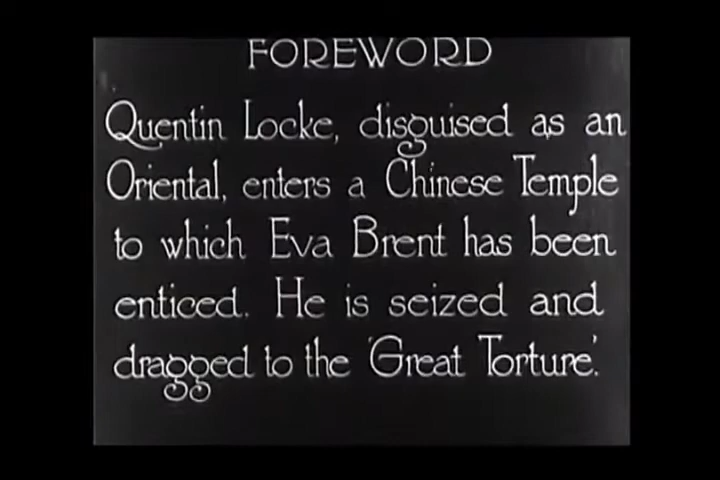 FOREWORD
Quentin Locke, disguised as an
Oriental, enters a Chinese Temple
to which Eva Brent has been
enticed. He is seized and
dragged to the 'Great Torture'.